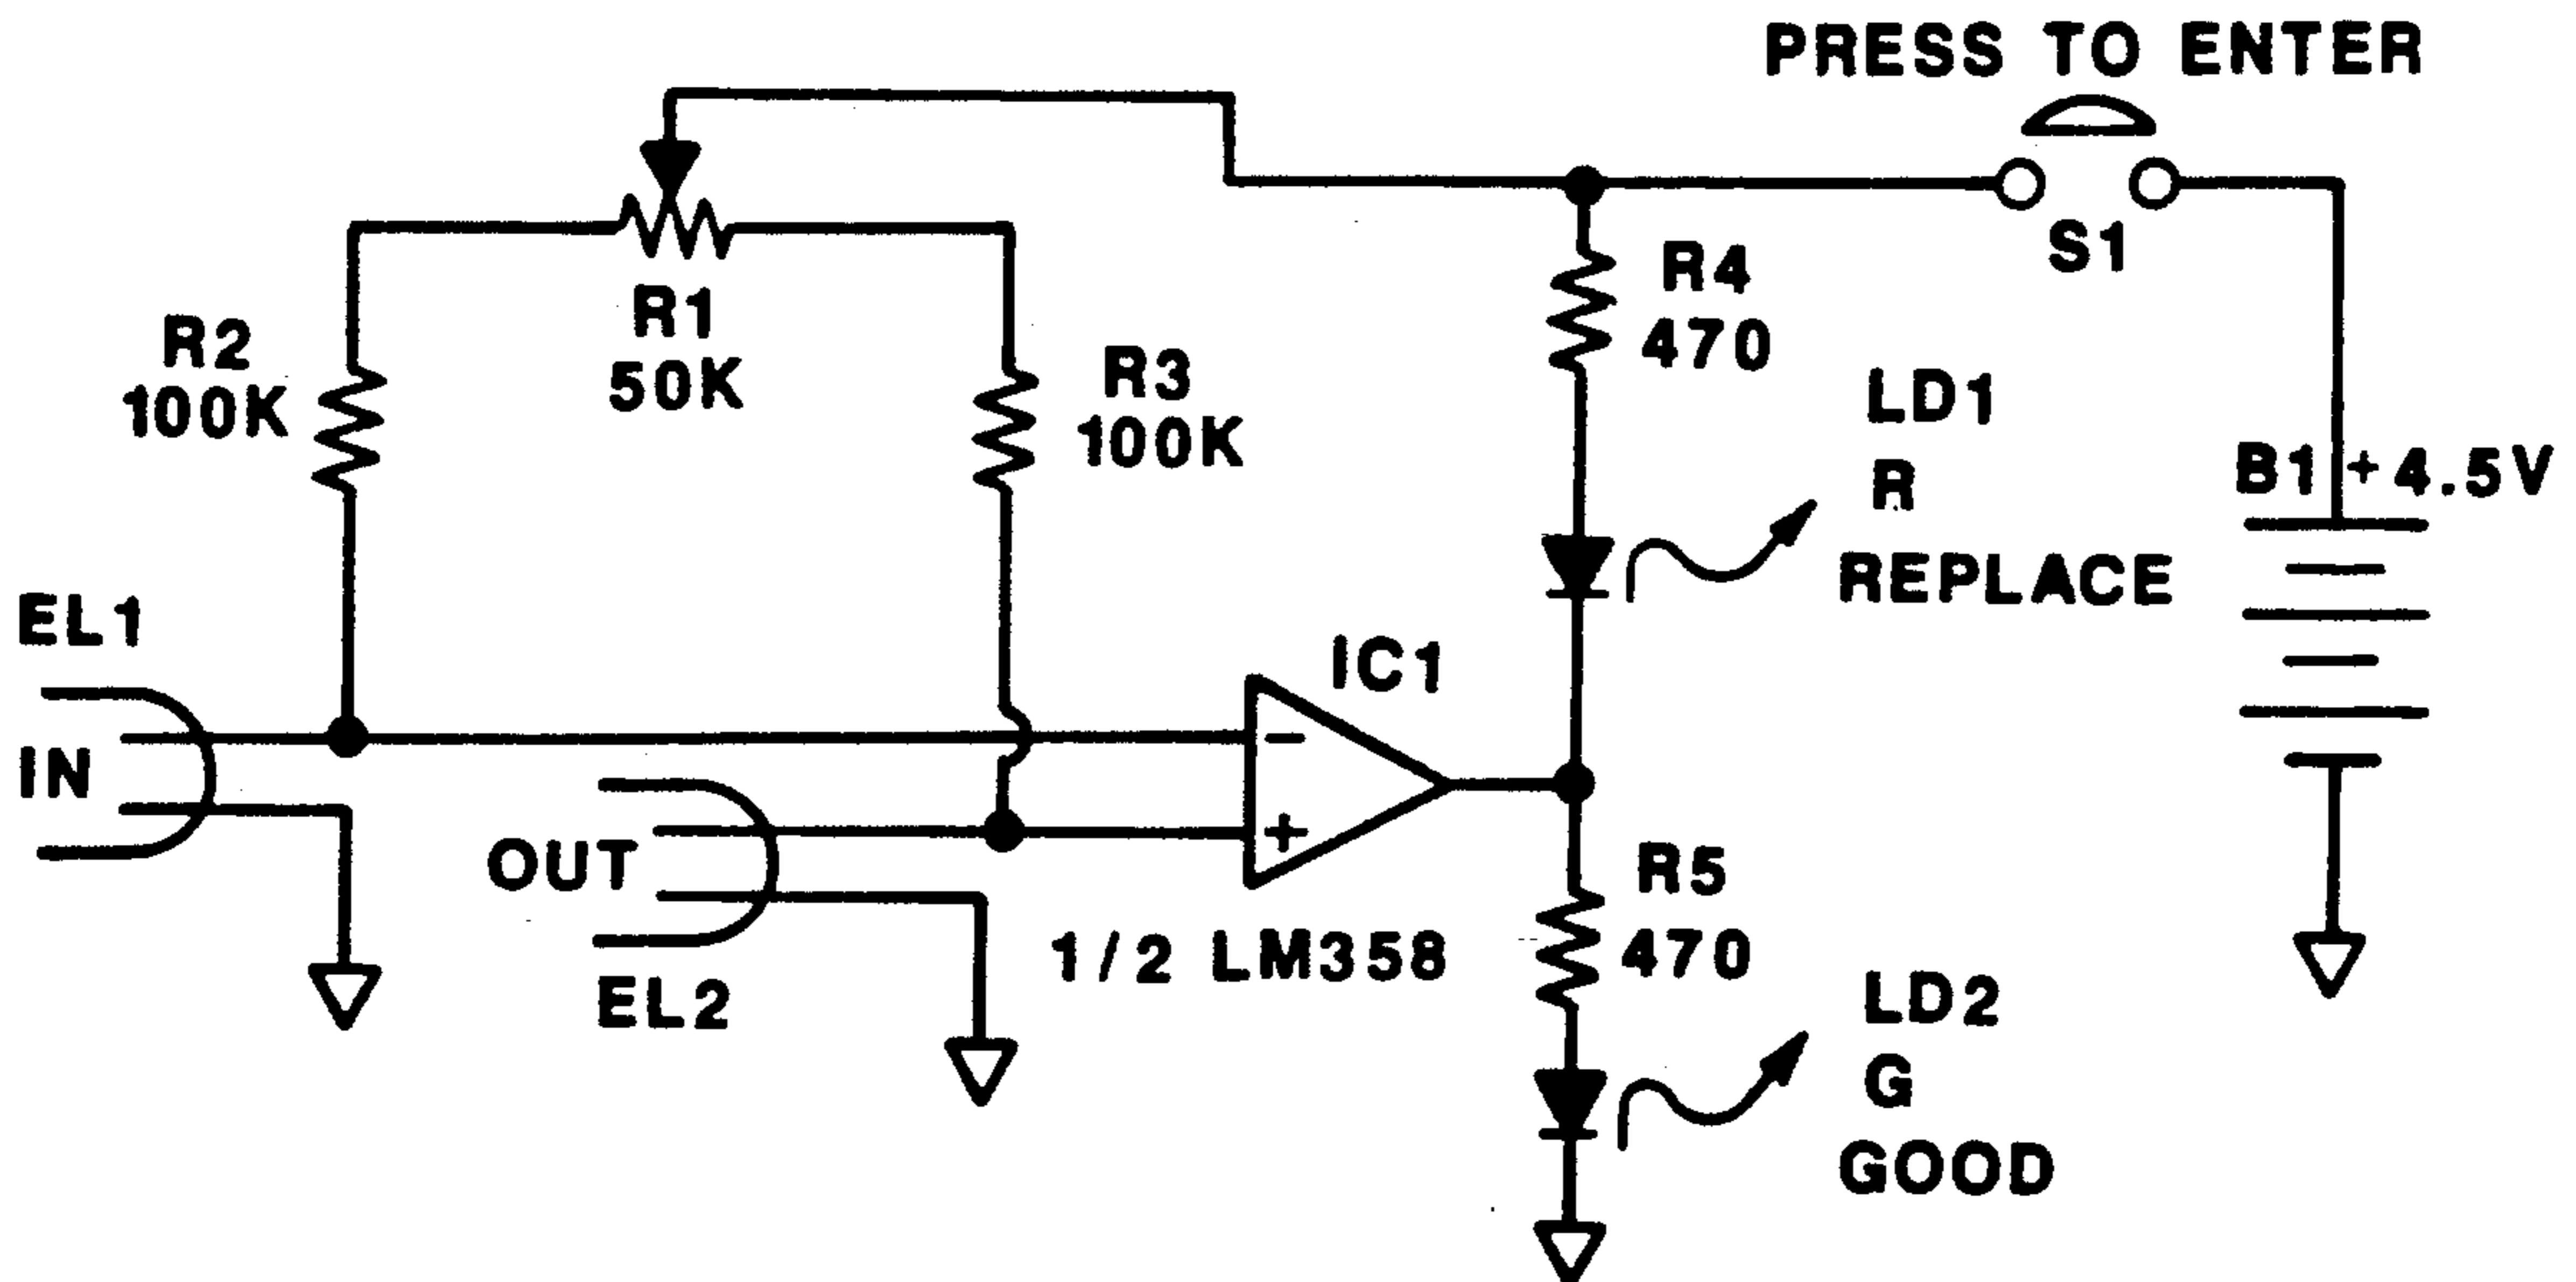 PRESS TO ENTER
S1
R1
50K
R2
100K
R3
100K
R4
470
LD1
R
REPLACE
B1 + 4.5V
EL1
IN
OUT
EL2
IC1
-
+
1/2 LM358
R5
470
LD2
G
GOOD